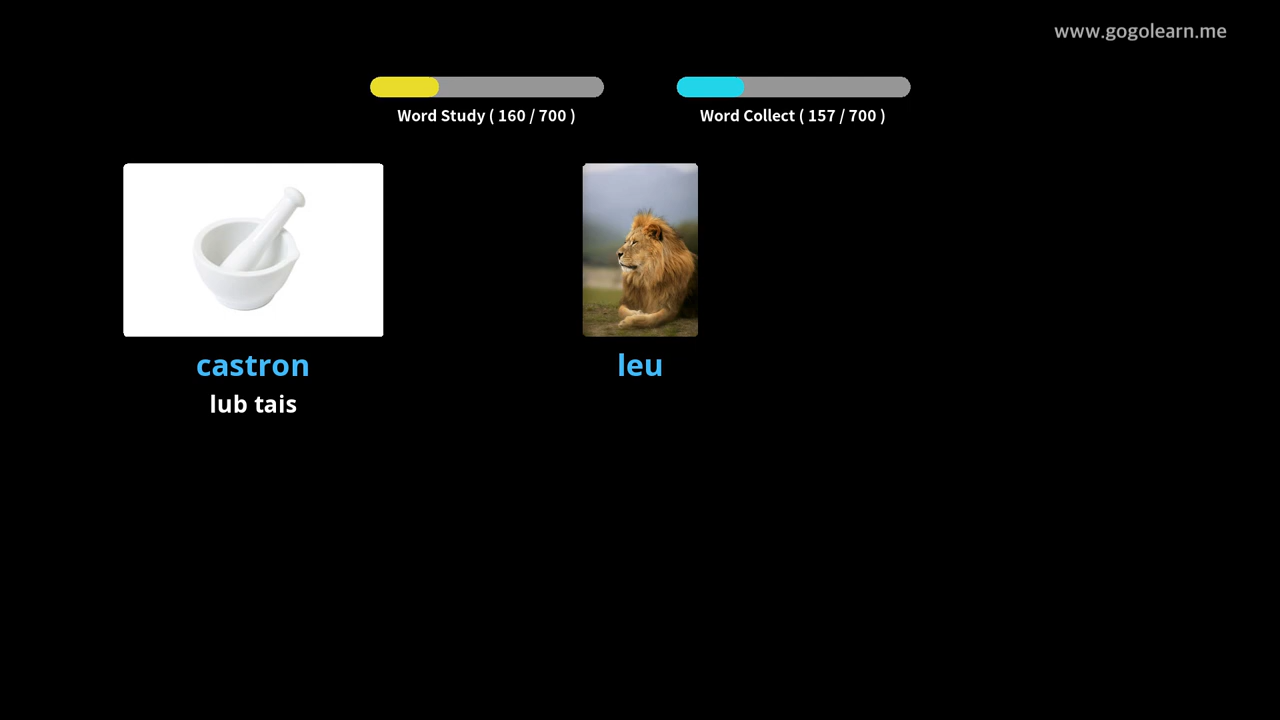 www.gogolearn.me
Word Study ( 160 / 700 )
Word Collect ( 157 / 700 )
castron
leu
lub tais